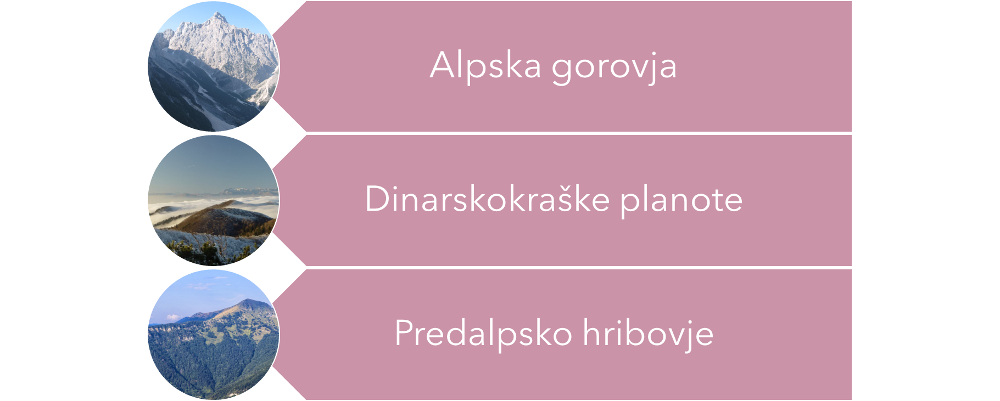 Alpska gorovja
Dinarskokraške planote
Predalpsko hribovje